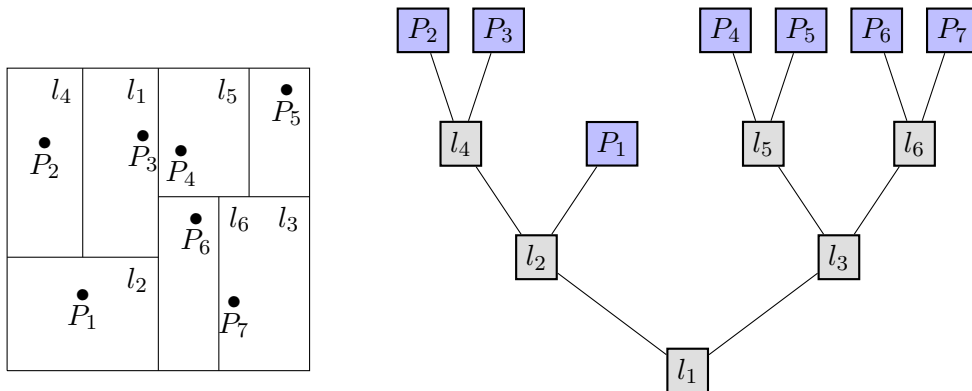 l4 l1 l5 P5
P2 P3 P4
P6 l6 l3
l2
P1 P7
P2 P3 P4 P5 P6 P7
l4 P1 l5 l6
l2 l3
l1